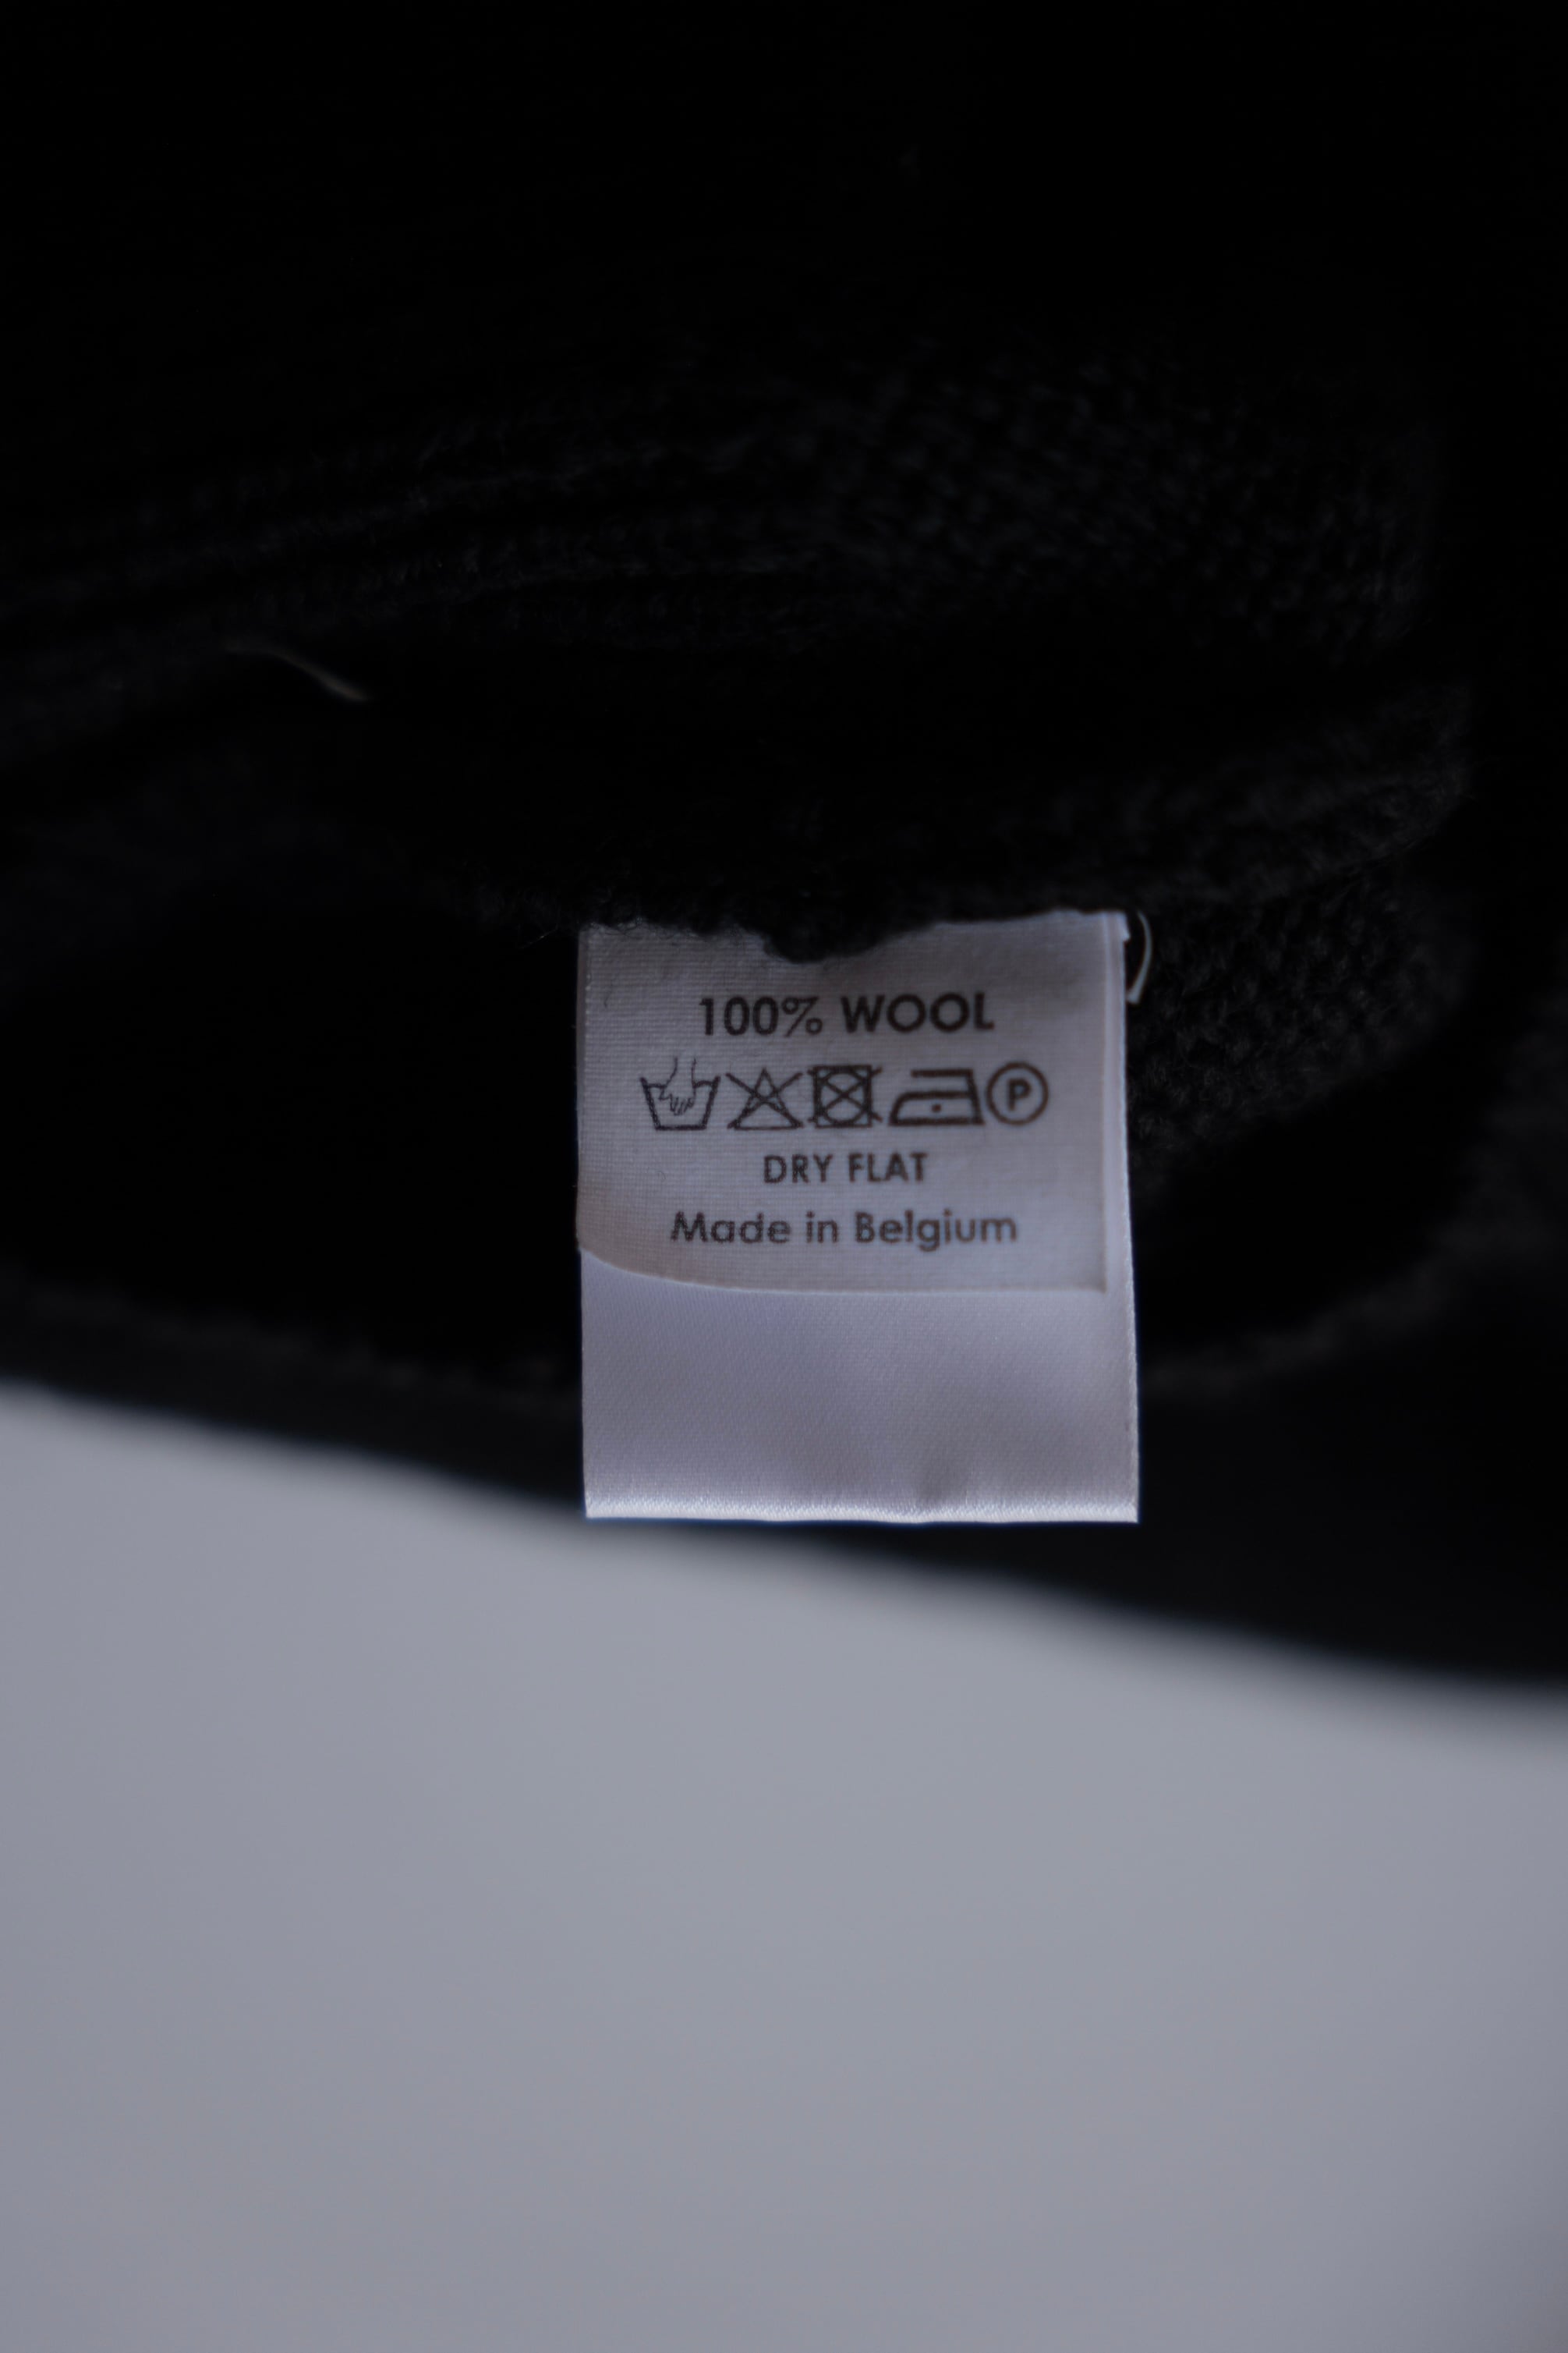 100% WOOL
P
DRY FLAT
Made in Belgium